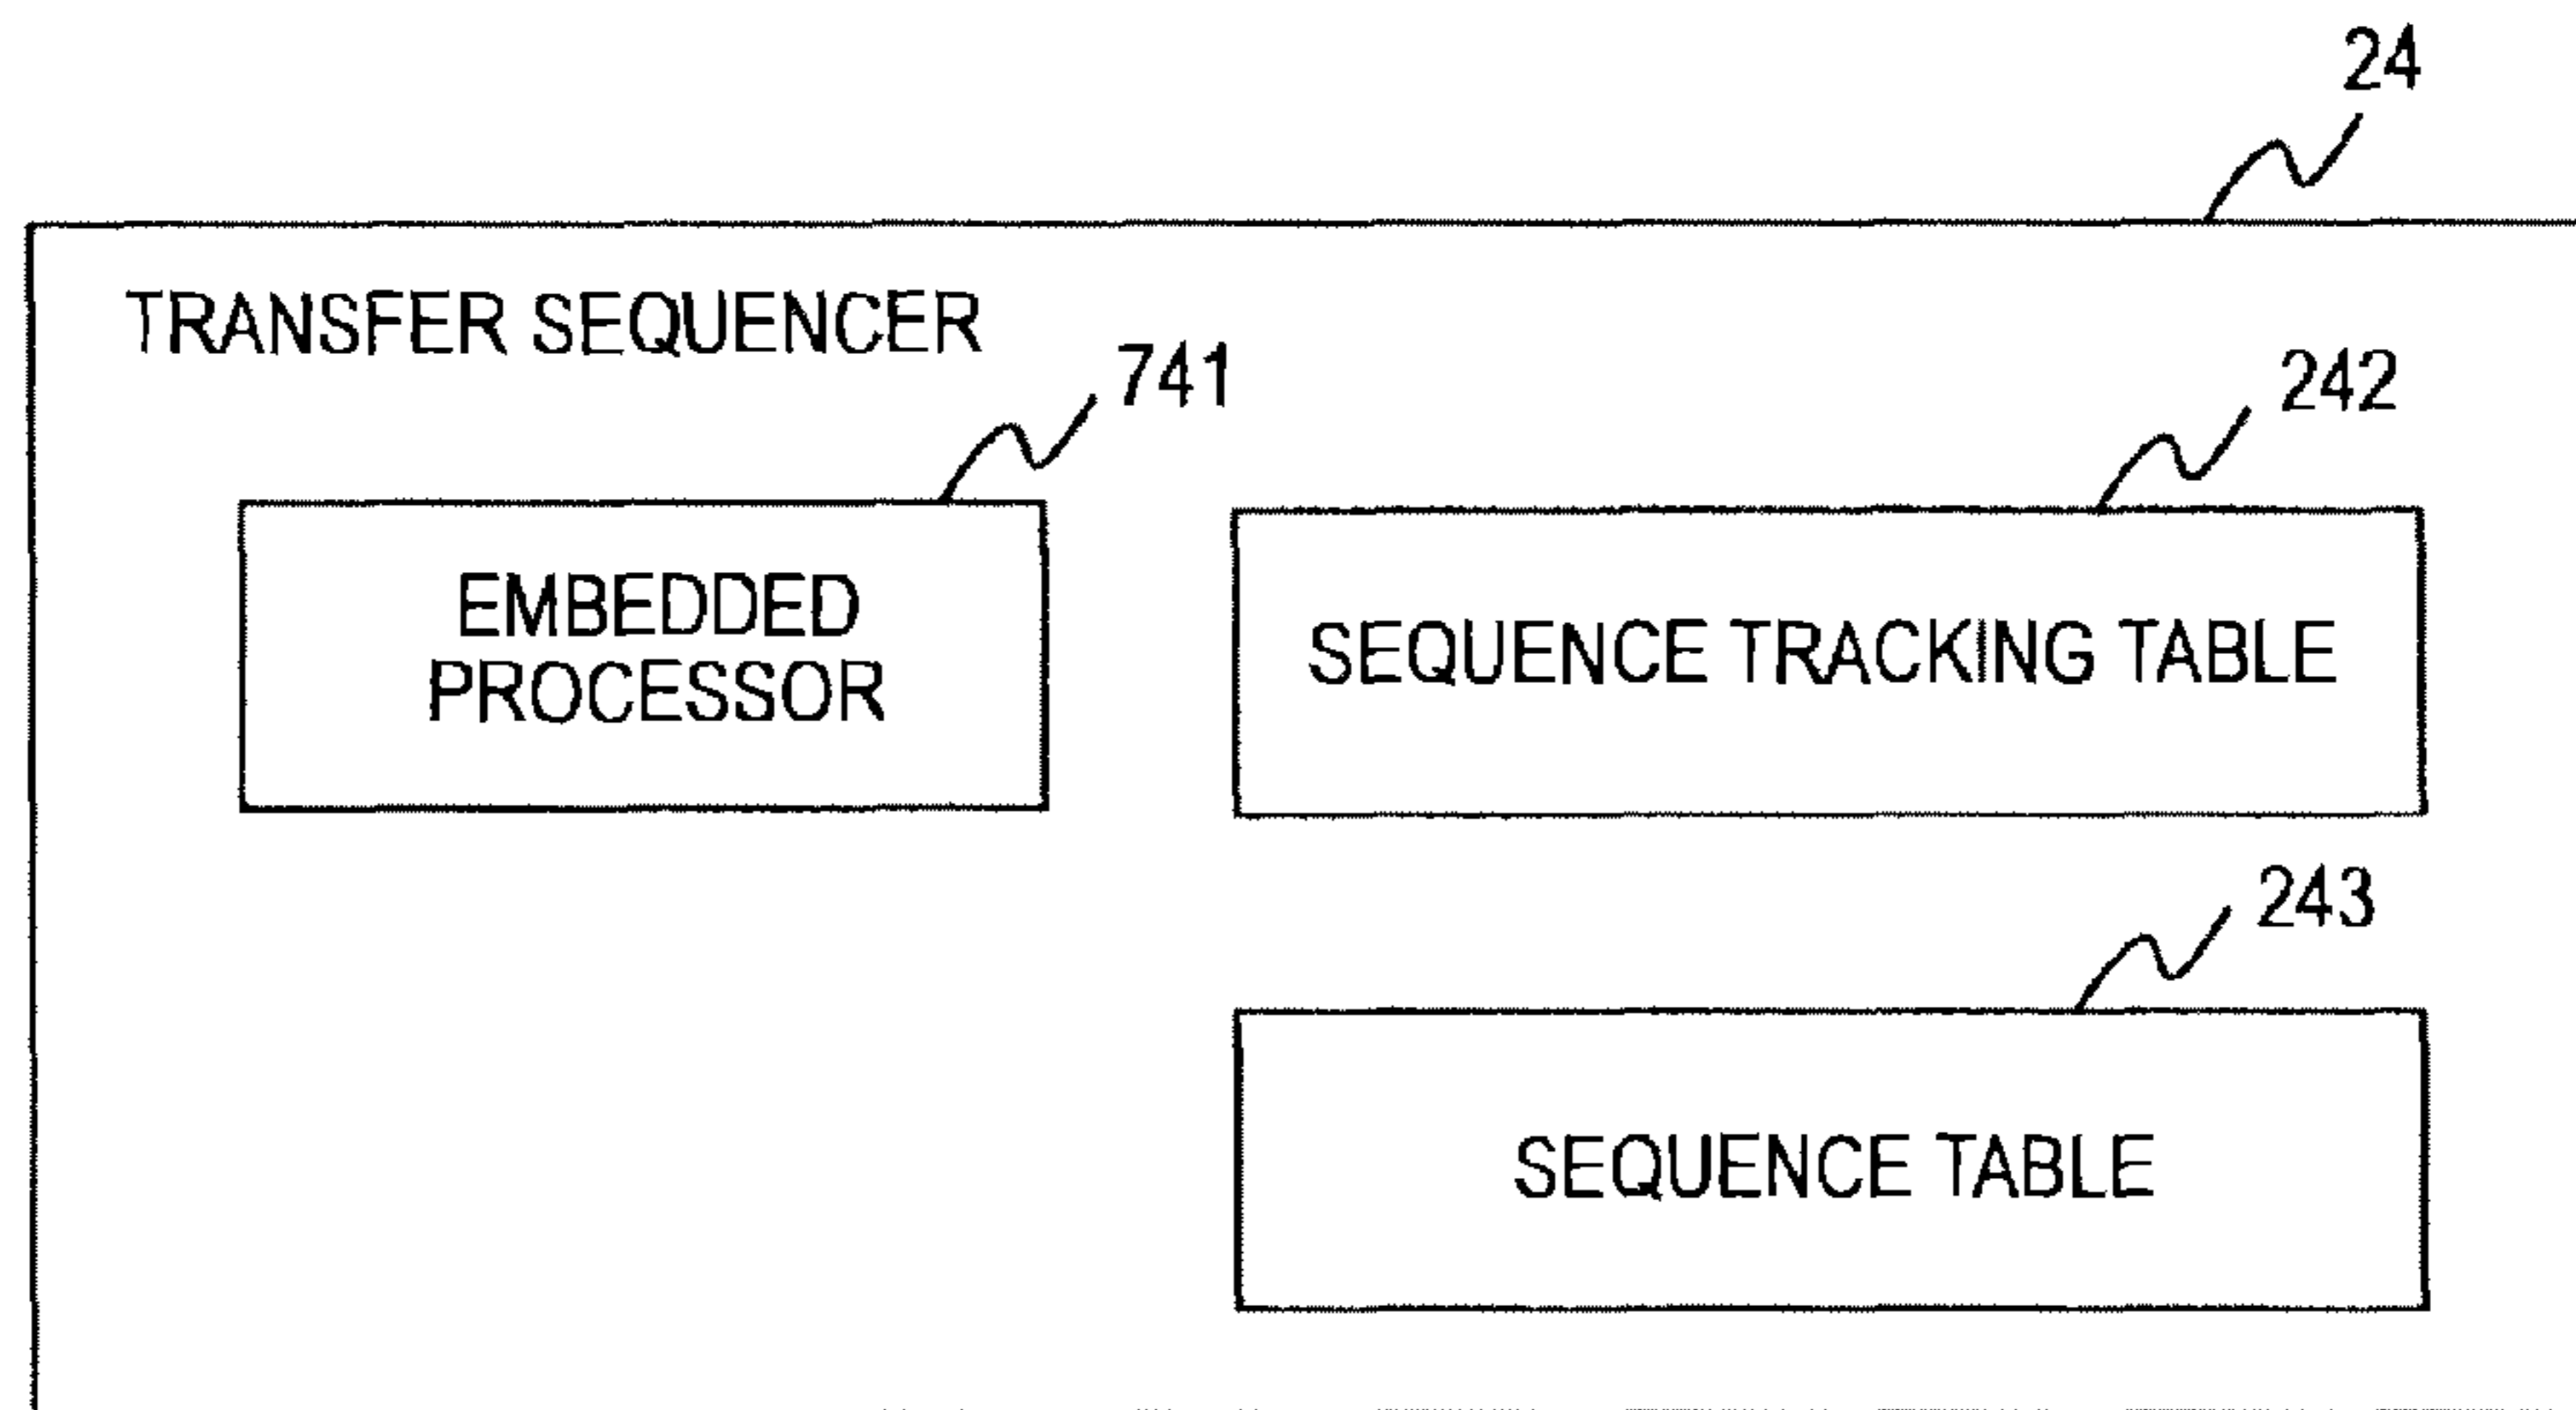 24
TRANSFER SEQUENCER
741
242
EMBEDDED
PROCESSOR
SEQUENCE TRACKING TABLE
243
SEQUENCE TABLE